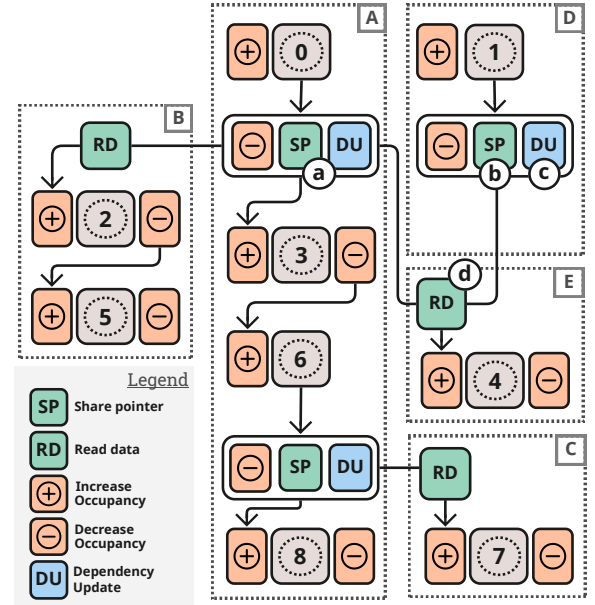 A
D
0
1
B
RD
SP
DU
SP
DU
a
b
c
2
3
d
E
RD
5
6
4
Legend
SP
Share pointer
RD
Read data
Increase
Occupancy
Decrease
Occupancy
DU
Dependency
Update
C
SP
DU
RD
8
7